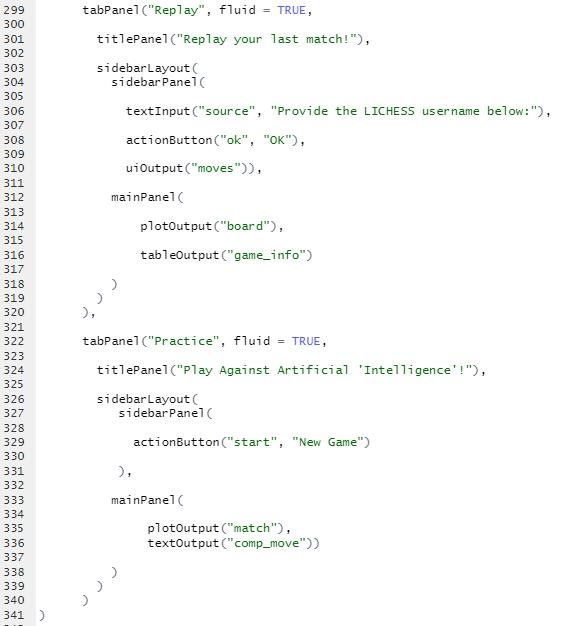 299 tabPanel("Replay", fluid = TRUE,
300
301 titlePanel("Replay your last match!"),
302
303 sidebarLayout(
304 sidebarPanel(
305
306 textInput("source", "Provide the LICHESS username below:"),
307
308 actionButton("ok", "OK"),
309
310 uiOutput("moves")),
311
312 mainPanel(
313
314 plotOutput("board"),
315
316 tableOutput("game_info")
317
318 )
319 )
320 ),
321
322 tabPanel("Practice", fluid = TRUE,
323
324 titlePanel("Play Against Artificial 'Intelligence'!"),
325
326 sidebarLayout(
327 sidebarPanel(
328
329 actionButton("start", "New Game")
330
331 ),
332
333 mainPanel(
334
335 plotOutput("match"),
336 textOutput("comp_move"))
337
338 )
339 )
340 )
341 )